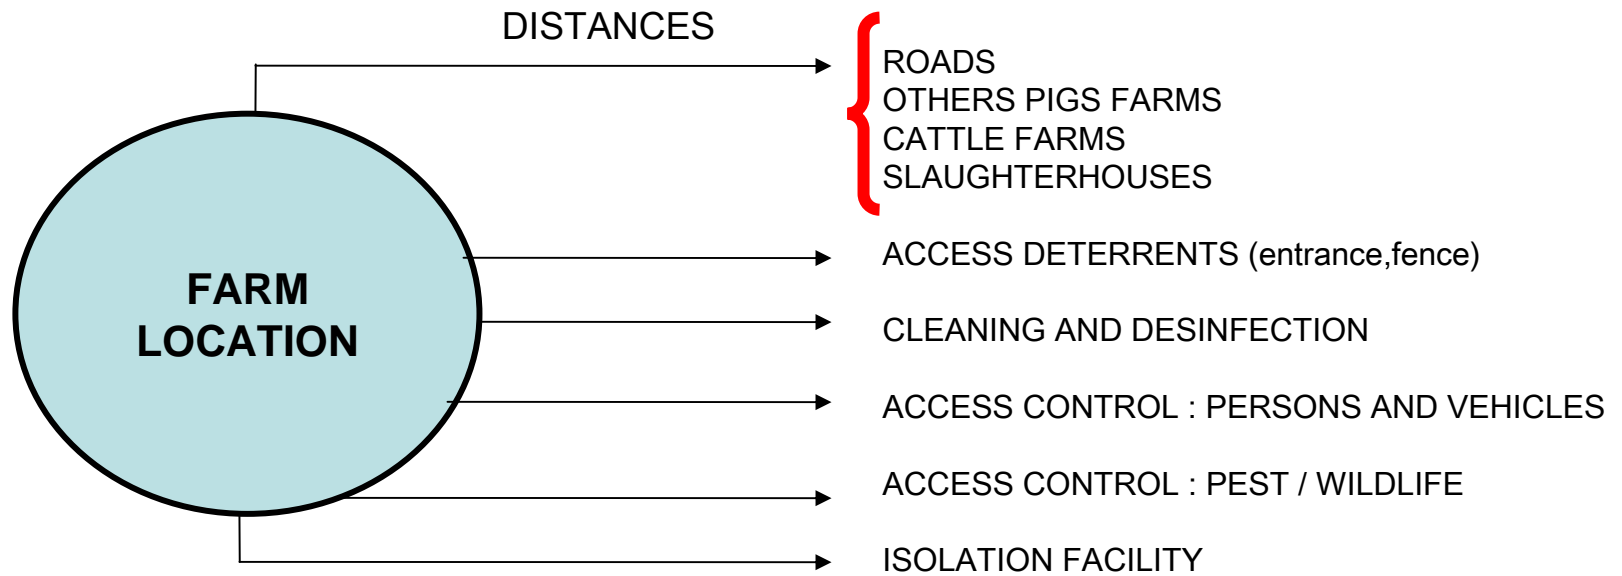 DISTANCES
ROADS
OTHERS PIGS FARMS
CATTLE FARMS
SLAUGHTERHOUSES
ACCESS DETERRENTS (entrance,fence)
FARM
LOCATION
CLEANING AND DESINFECTION
ACCESS CONTROL : PERSONS AND VEHICLES
ACCESS CONTROL : PEST / WILDLIFE
ISOLATION FACILITY